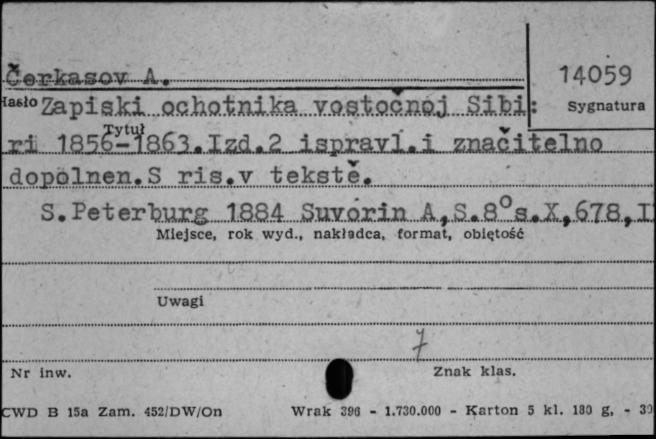 Čerkasov A.
14059
Hasło Zapiski ochotnika vostočnoj Sibi:
Sygnatura
Tytuł
ri 1856-1863.Izd.2 ispravl.i značitelno
dopolnen.S ris.v tekstě.
S.Peterburg 1884 Suvorin A,S.8°s.X,678,I
Miejsce, rok wyd., nakładca, format, objętość
Uwagi
7
Nr inw.
Znak klas.
CWD B 15a Zam. 452/DW/On Wrak 396 - 1.730.000 - Karton 5 kl. 180 g. - 30